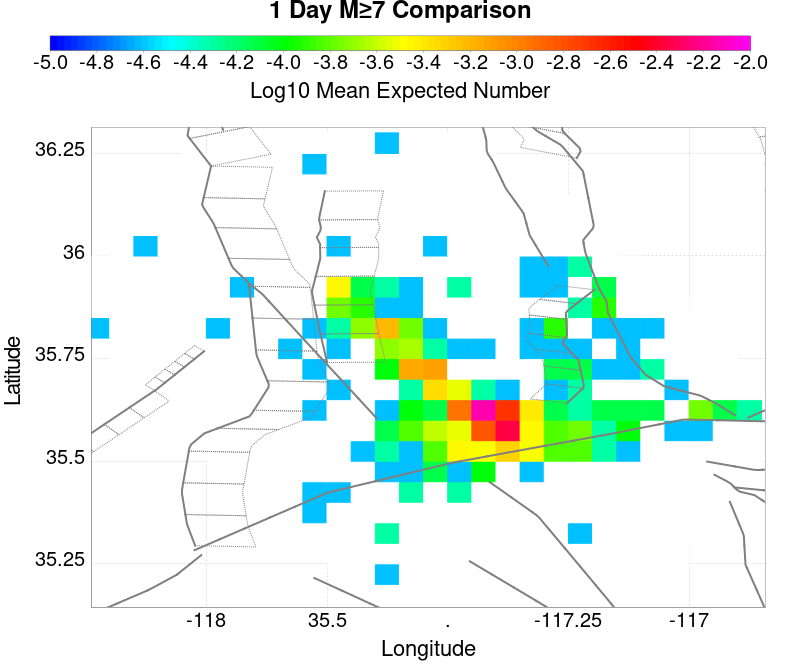 1 Day M≥7 Comparison
-5.0 -4.8 -4.6 -4.4 -4.2 -4.0 -3.8 -3.6 -3.4 -3.2 -3.0 -2.8 -2.6 -2.4 -2.2 -2.0
Log10 Mean Expected Number
36.25
36
35.75
35.5
35.25
Latitude
-118 35.5 . -117.25 -117
Longitude